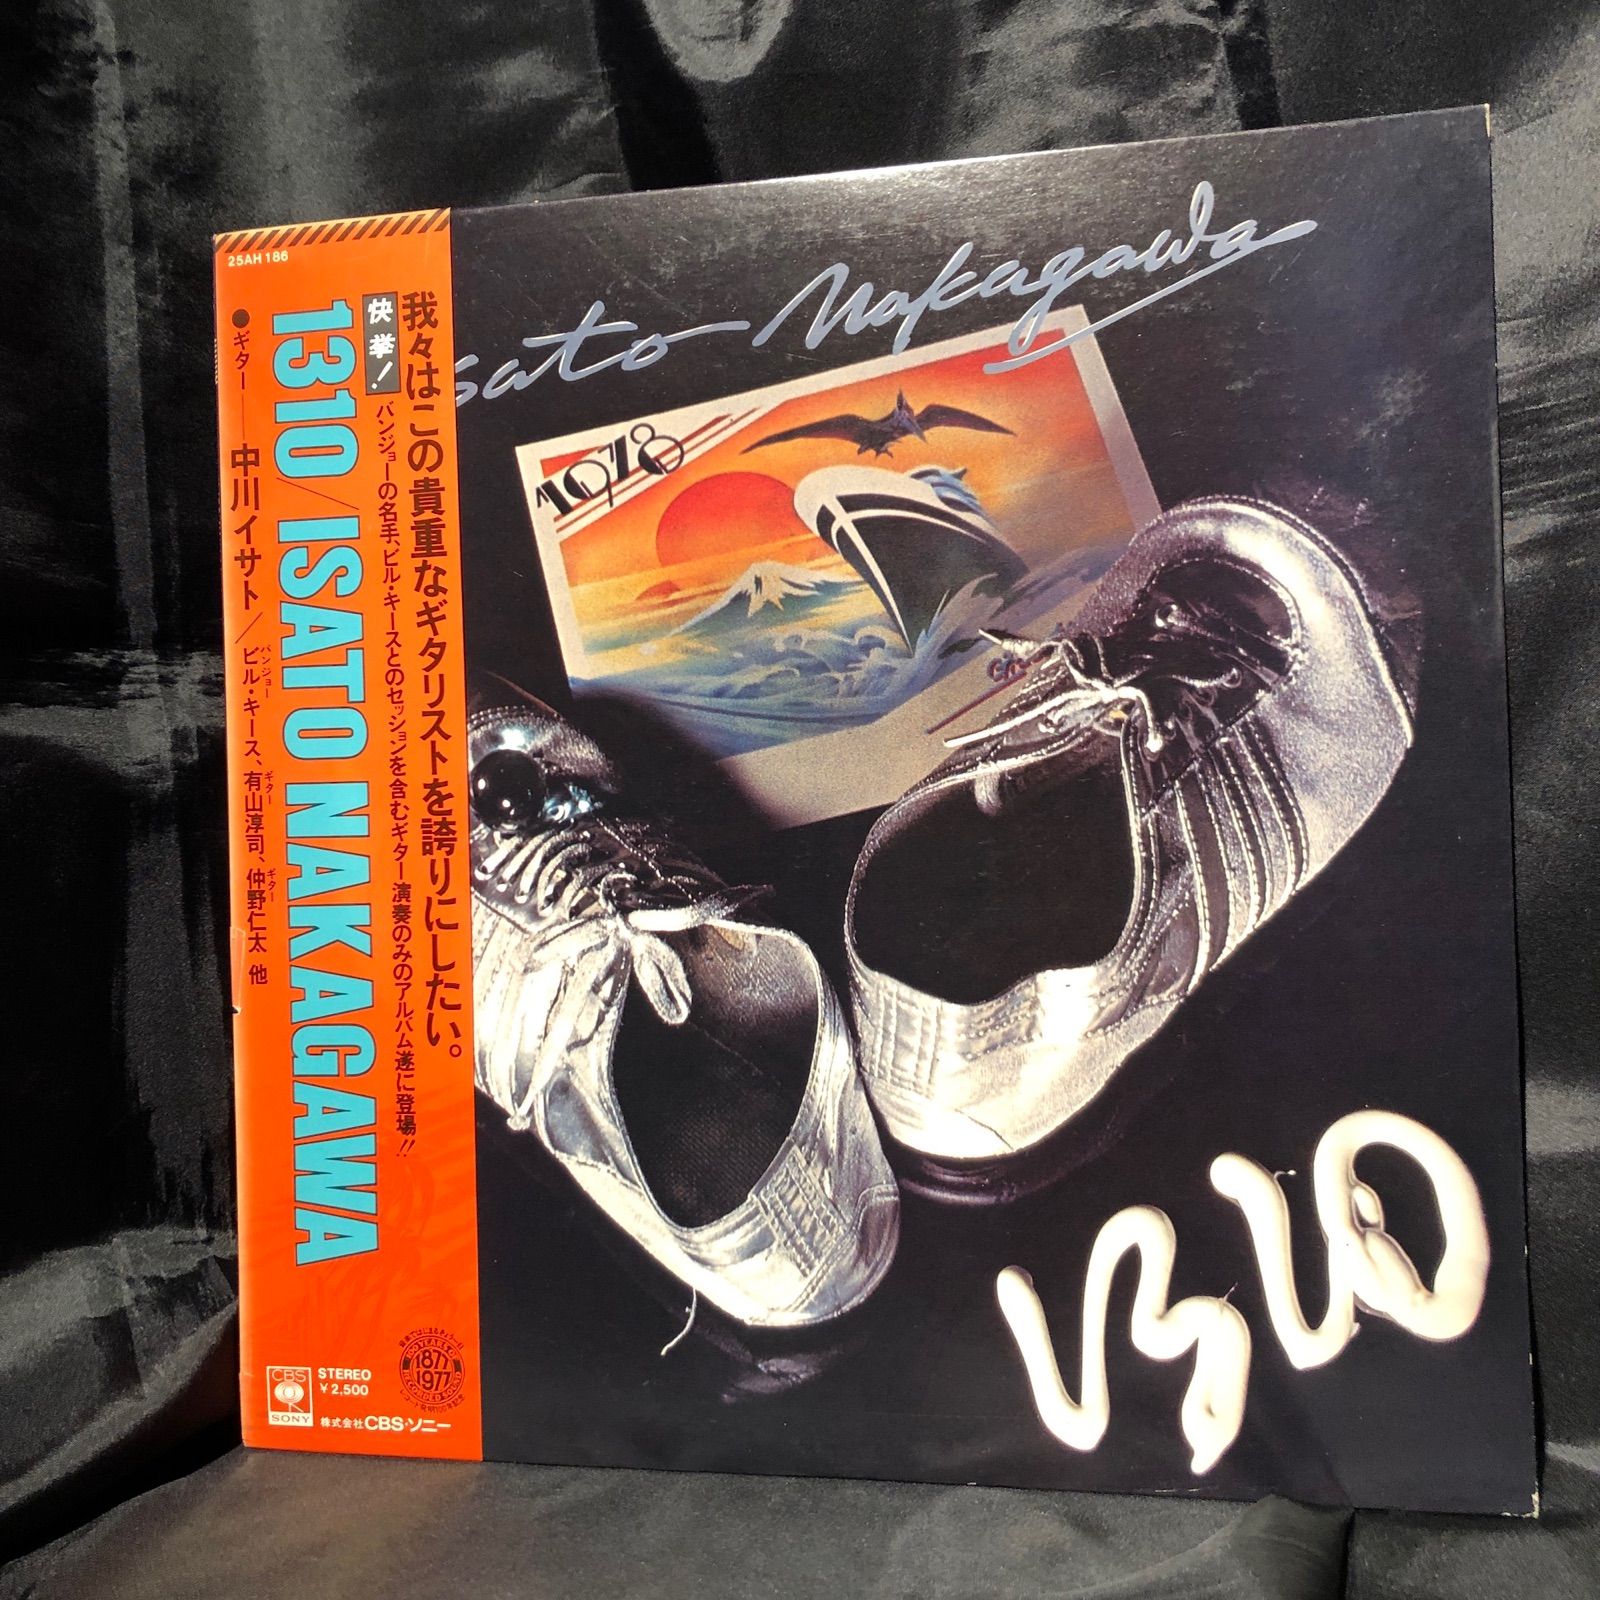 25AH 186
我々はこの貴重なギタリストを誇りにしたい。
快挙!
バンジョーの名手、ビル・キースとのセッションを含むギター演奏のみのアルバム遂に登場!!
1310/ISATO NAKAGAWA
●ギター——中川イサト/ビル・キース、有山淳司、仲野仁太 他
バンジョー
ギター
ギター
CBS
SONY
STEREO
¥2,500
株式会社CBS・ソニー
100 YEARS OF
1877
1977
RECORDED SOUND
sato Nakagawa
1978
1310